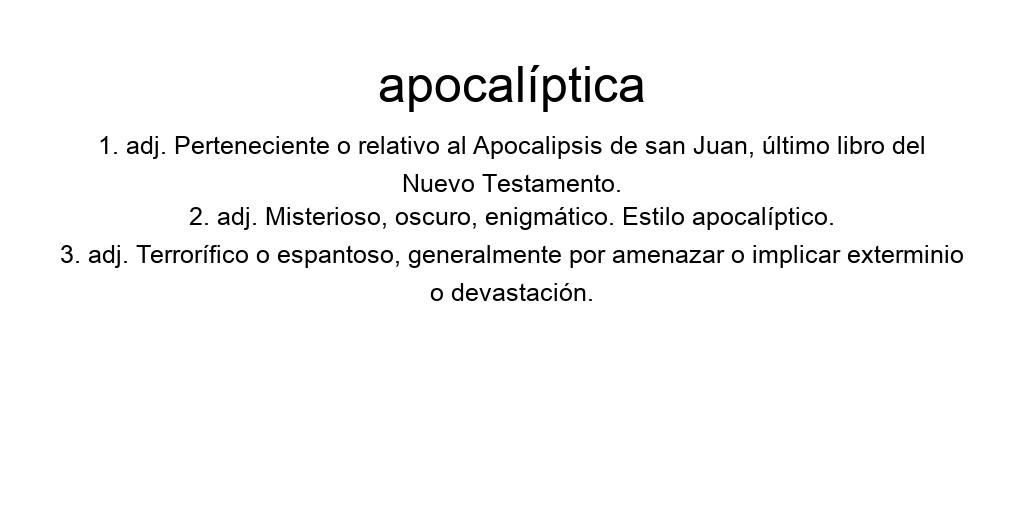 apocalíptica
1. adj. Perteneciente o relativo al Apocalipsis de san Juan, último libro del
Nuevo Testamento.
2. adj. Misterioso, oscuro, enigmático. Estilo apocalíptico.
3. adj. Terrorífico o espantoso, generalmente por amenazar o implicar exterminio
o devastación.